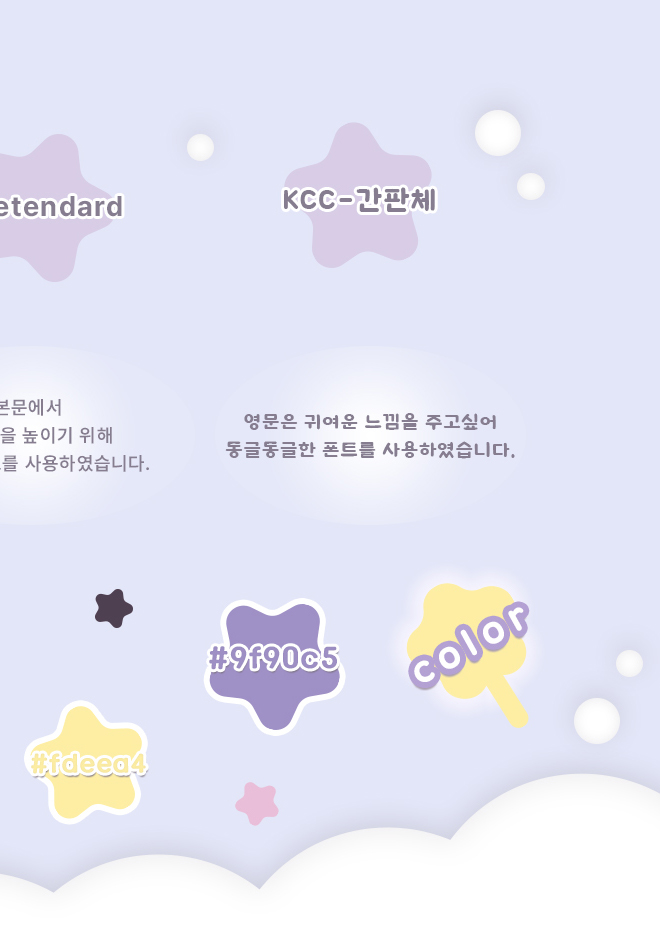 etendard
KCC-간판체
본문에서
을 높이기 위해
를 사용하였습니다.
영문은 귀여운 느낌을 주고싶어
동글동글한 폰트를 사용하였습니다.
color
#9f90c5
#fdeea4